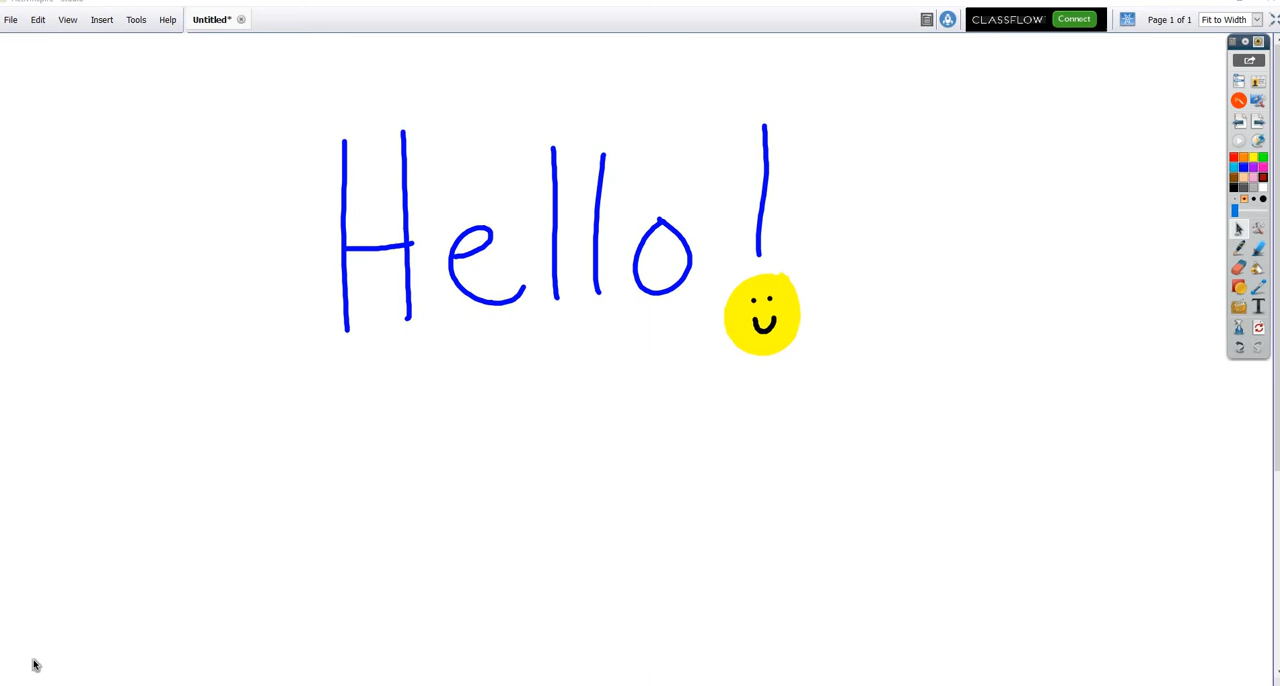 File Edit View Insert Tools Help Untitled* CLASSFLOW Connect Page 1 of 1 Fit to Width
Hello!
T